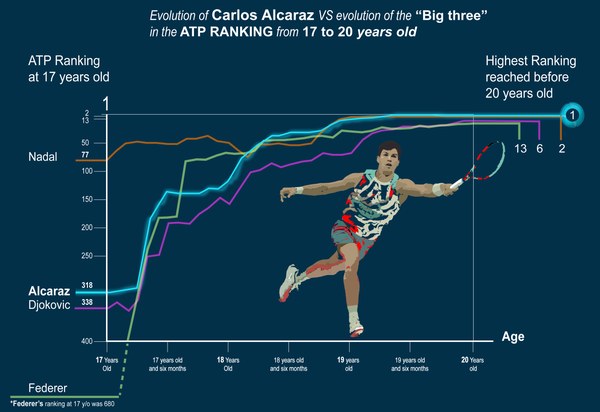 Evolution of Carlos Alcaraz VS evolution of the “Big three”
in the ATP RANKING from 17 to 20 years old
ATP Ranking
at 17 years old
Highest Ranking
reached before
20 years old
1
2
13
50
77
100
150
200
250
318
338
400
Nadal
Alcaraz
Djokovic
Federer
*Federer's ranking at 17 y/o was 680
1
13
6
2
Age
17 Years
Old
17 years old
and six months
18 Years
Old
18 years old
and six months
19 years
Old
19 years old
and six months
20 Years
old